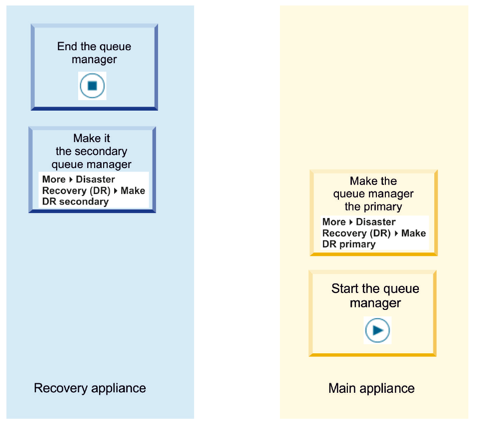 End the queue
manager
Make it
the secondary
queue manager
More ▸ Disaster
Recovery (DR) ▸ Make
DR secondary
Recovery appliance
Make the
queue manager
the primary
More ▸ Disaster
Recovery (DR) ▸ Make
DR primary
Start the queue
manager
Main appliance